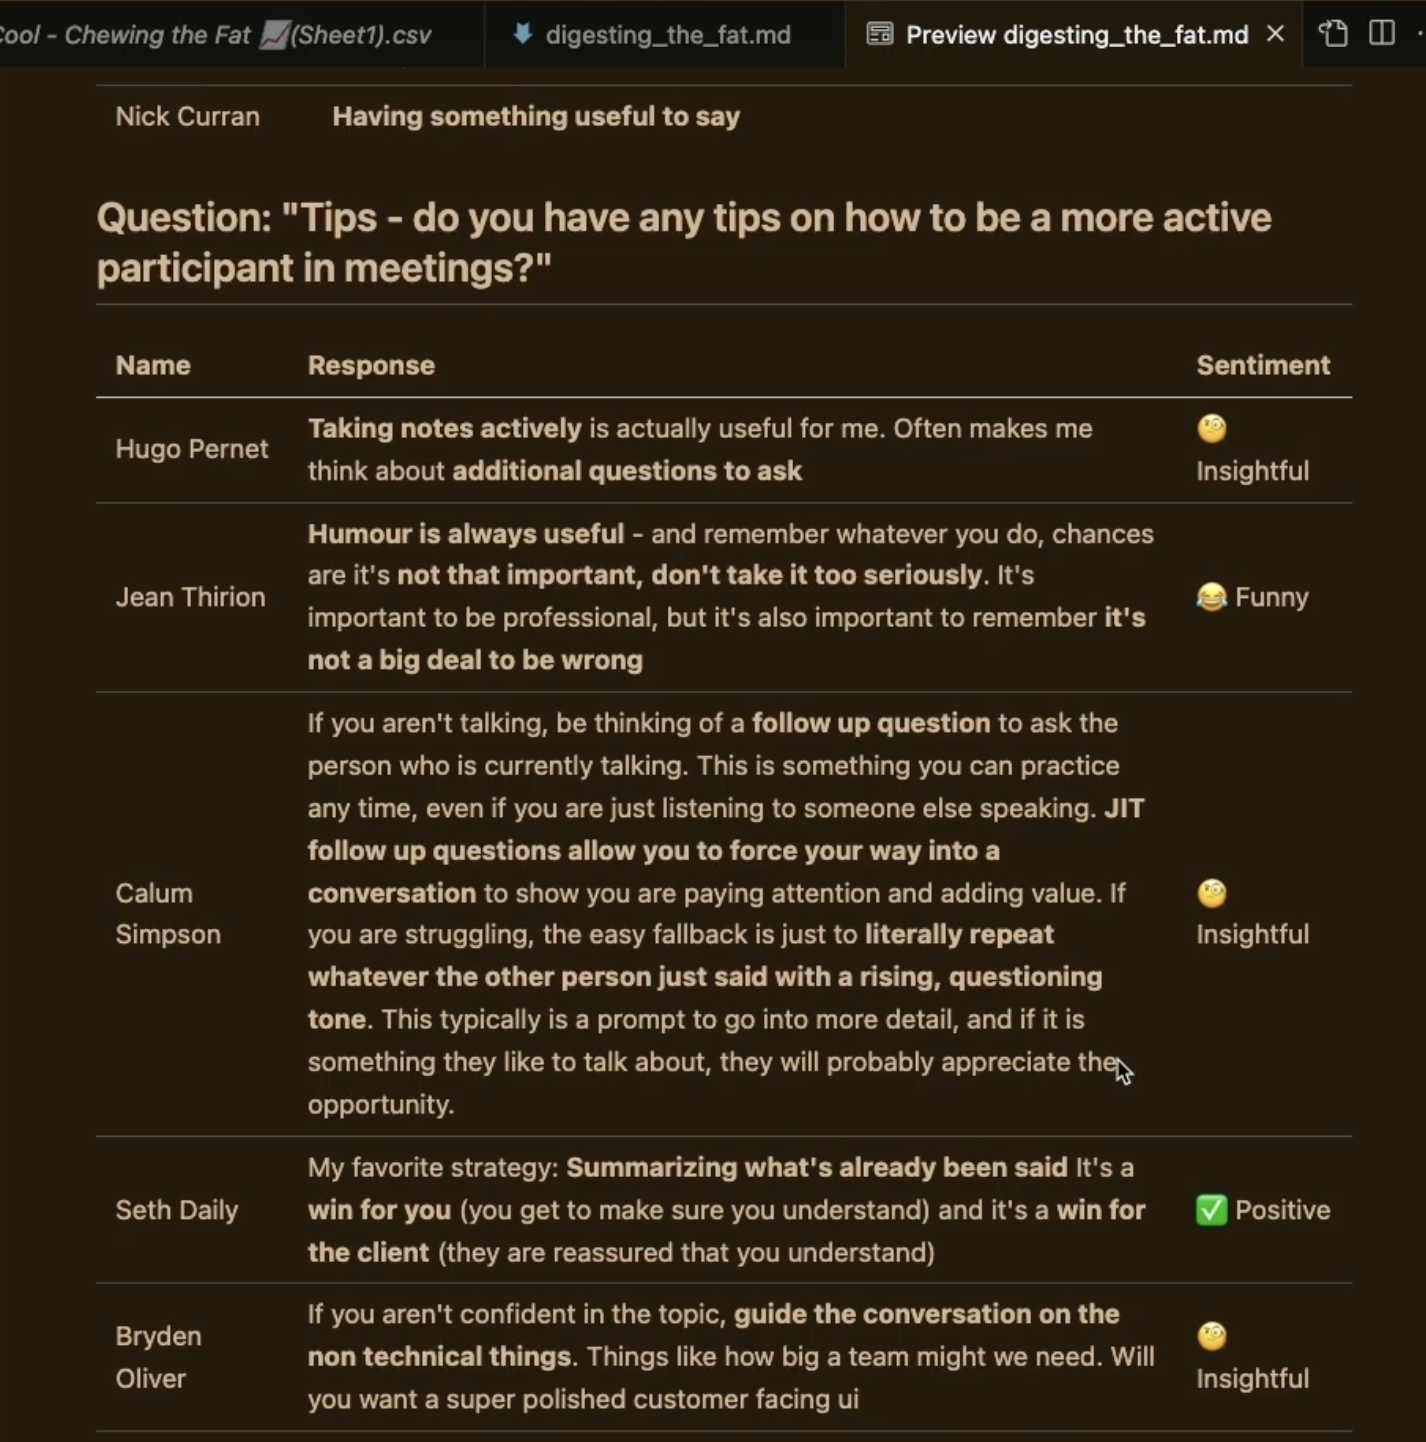 Cool - Chewing the Fat 📈(Sheet1).csv
digesting_the_fat.md
Preview digesting_the_fat.md
Nick Curran
Having something useful to say
Question: "Tips - do you have any tips on how to be a more active
participant in meetings?"
Name
Response
Sentiment
Hugo Pernet
Taking notes actively is actually useful for me. Often makes me
think about additional questions to ask
🧐
Insightful
Jean Thirion
Humour is always useful - and remember whatever you do, chances
are it's not that important, don't take it too seriously. It's
important to be professional, but it's also important to remember it's
not a big deal to be wrong
😂 Funny
Calum
Simpson
If you aren't talking, be thinking of a follow up question to ask the
person who is currently talking. This is something you can practice
any time, even if you are just listening to someone else speaking. JIT
follow up questions allow you to force your way into a
conversation to show you are paying attention and adding value. If
you are struggling, the easy fallback is just to literally repeat
whatever the other person just said with a rising, questioning
tone. This typically is a prompt to go into more detail, and if it is
something they like to talk about, they will probably appreciate the
opportunity.
🧐
Insightful
Seth Daily
My favorite strategy: Summarizing what's already been said It's a
win for you (you get to make sure you understand) and it's a win for
the client (they are reassured that you understand)
✅ Positive
Bryden
Oliver
If you aren't confident in the topic, guide the conversation on the
non technical things. Things like how big a team might we need. Will
you want a super polished customer facing ui
🧐
Insightful